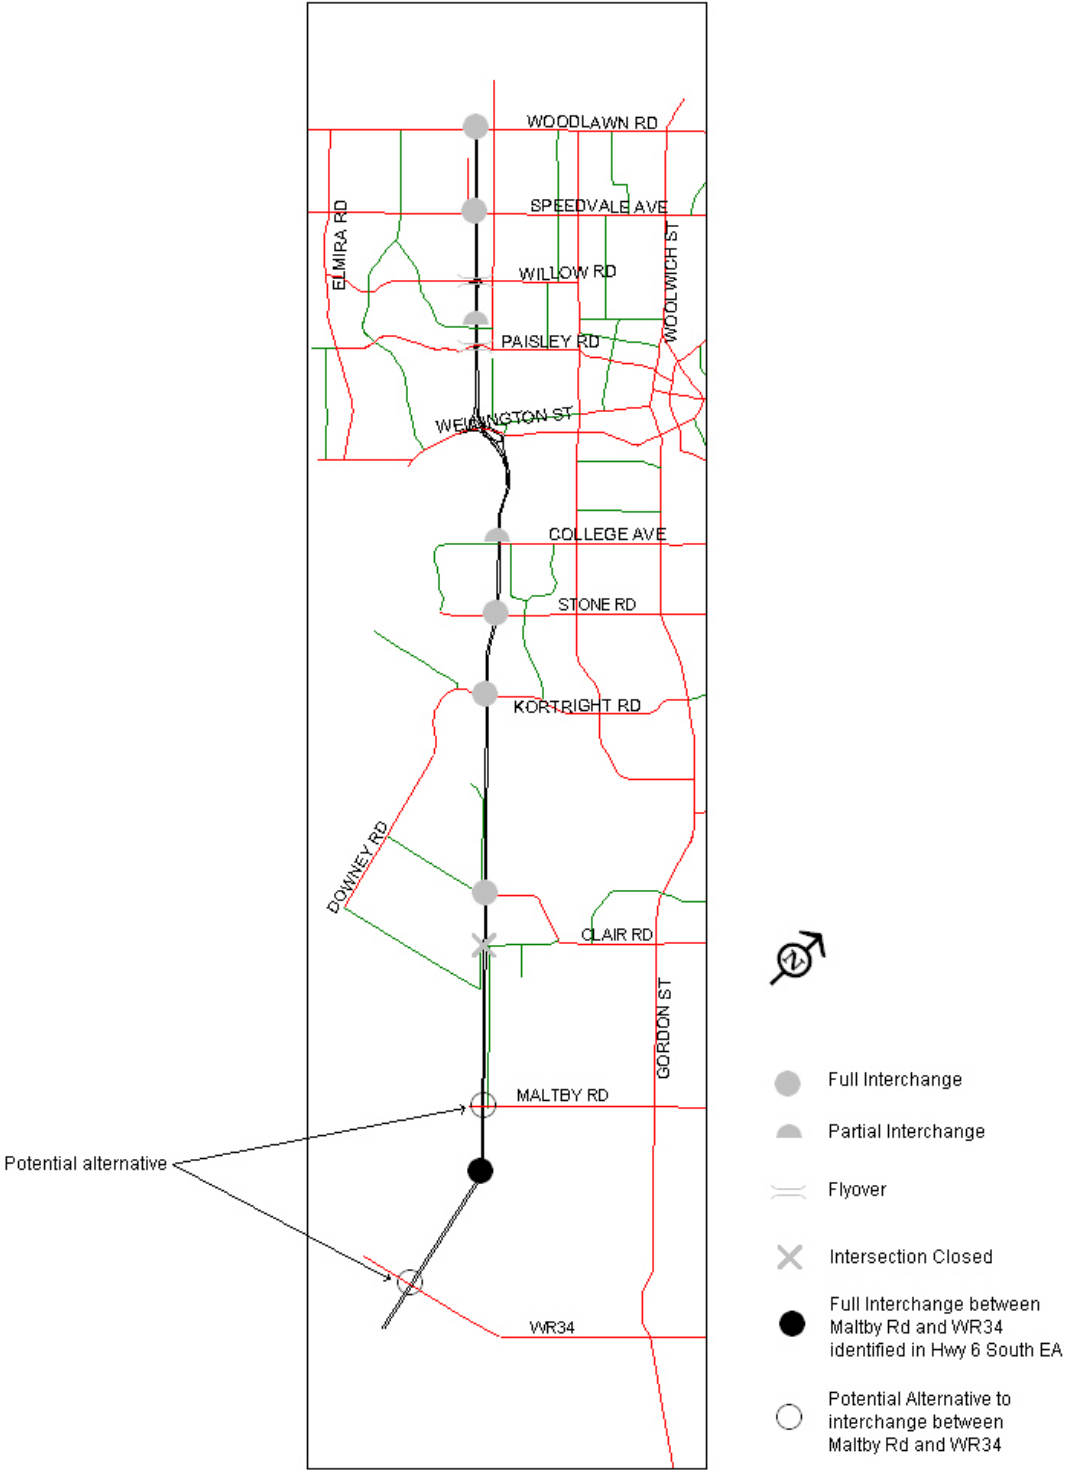 WOODLAWN RD
SPEEDVALE AVE
ELMIRA RD
WOOLWICH ST
WILLOW RD
PAISLEY RD
WELLINGTON ST
COLLEGE AVE
STONE RD
KORTRIGHT RD
DOWNEY RD
CLAIR RD
N
GORDON ST
Full Interchange
MALTBY RD
Partial Interchange
Potential alternative
Flyover
Intersection Closed
Full Interchange between
Maltby Rd and WR34
identified in Hwy 6 South EA
WR34
Potential Alternative to
interchange between
Maltby Rd and WR34